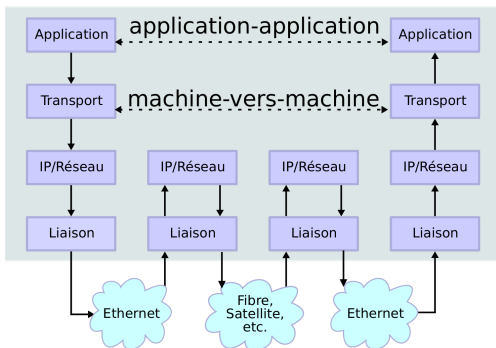 application-application
Application
Application
machine-vers-machine
Transport
Transport
IP/Réseau
IP/Réseau
IP/Réseau
IP/Réseau
Liaison
Liaison
Liaison
Liaison
Ethernet
Fibre,
Satellite,
etc.
Ethernet